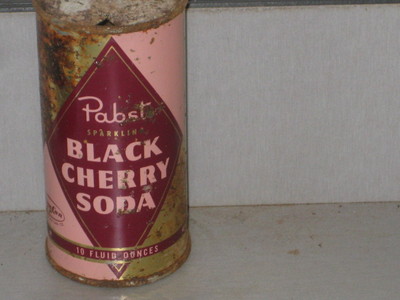 Pabst
SPARKLING
BLACK
CHERRY
SODA
10 FLUID OUNCES